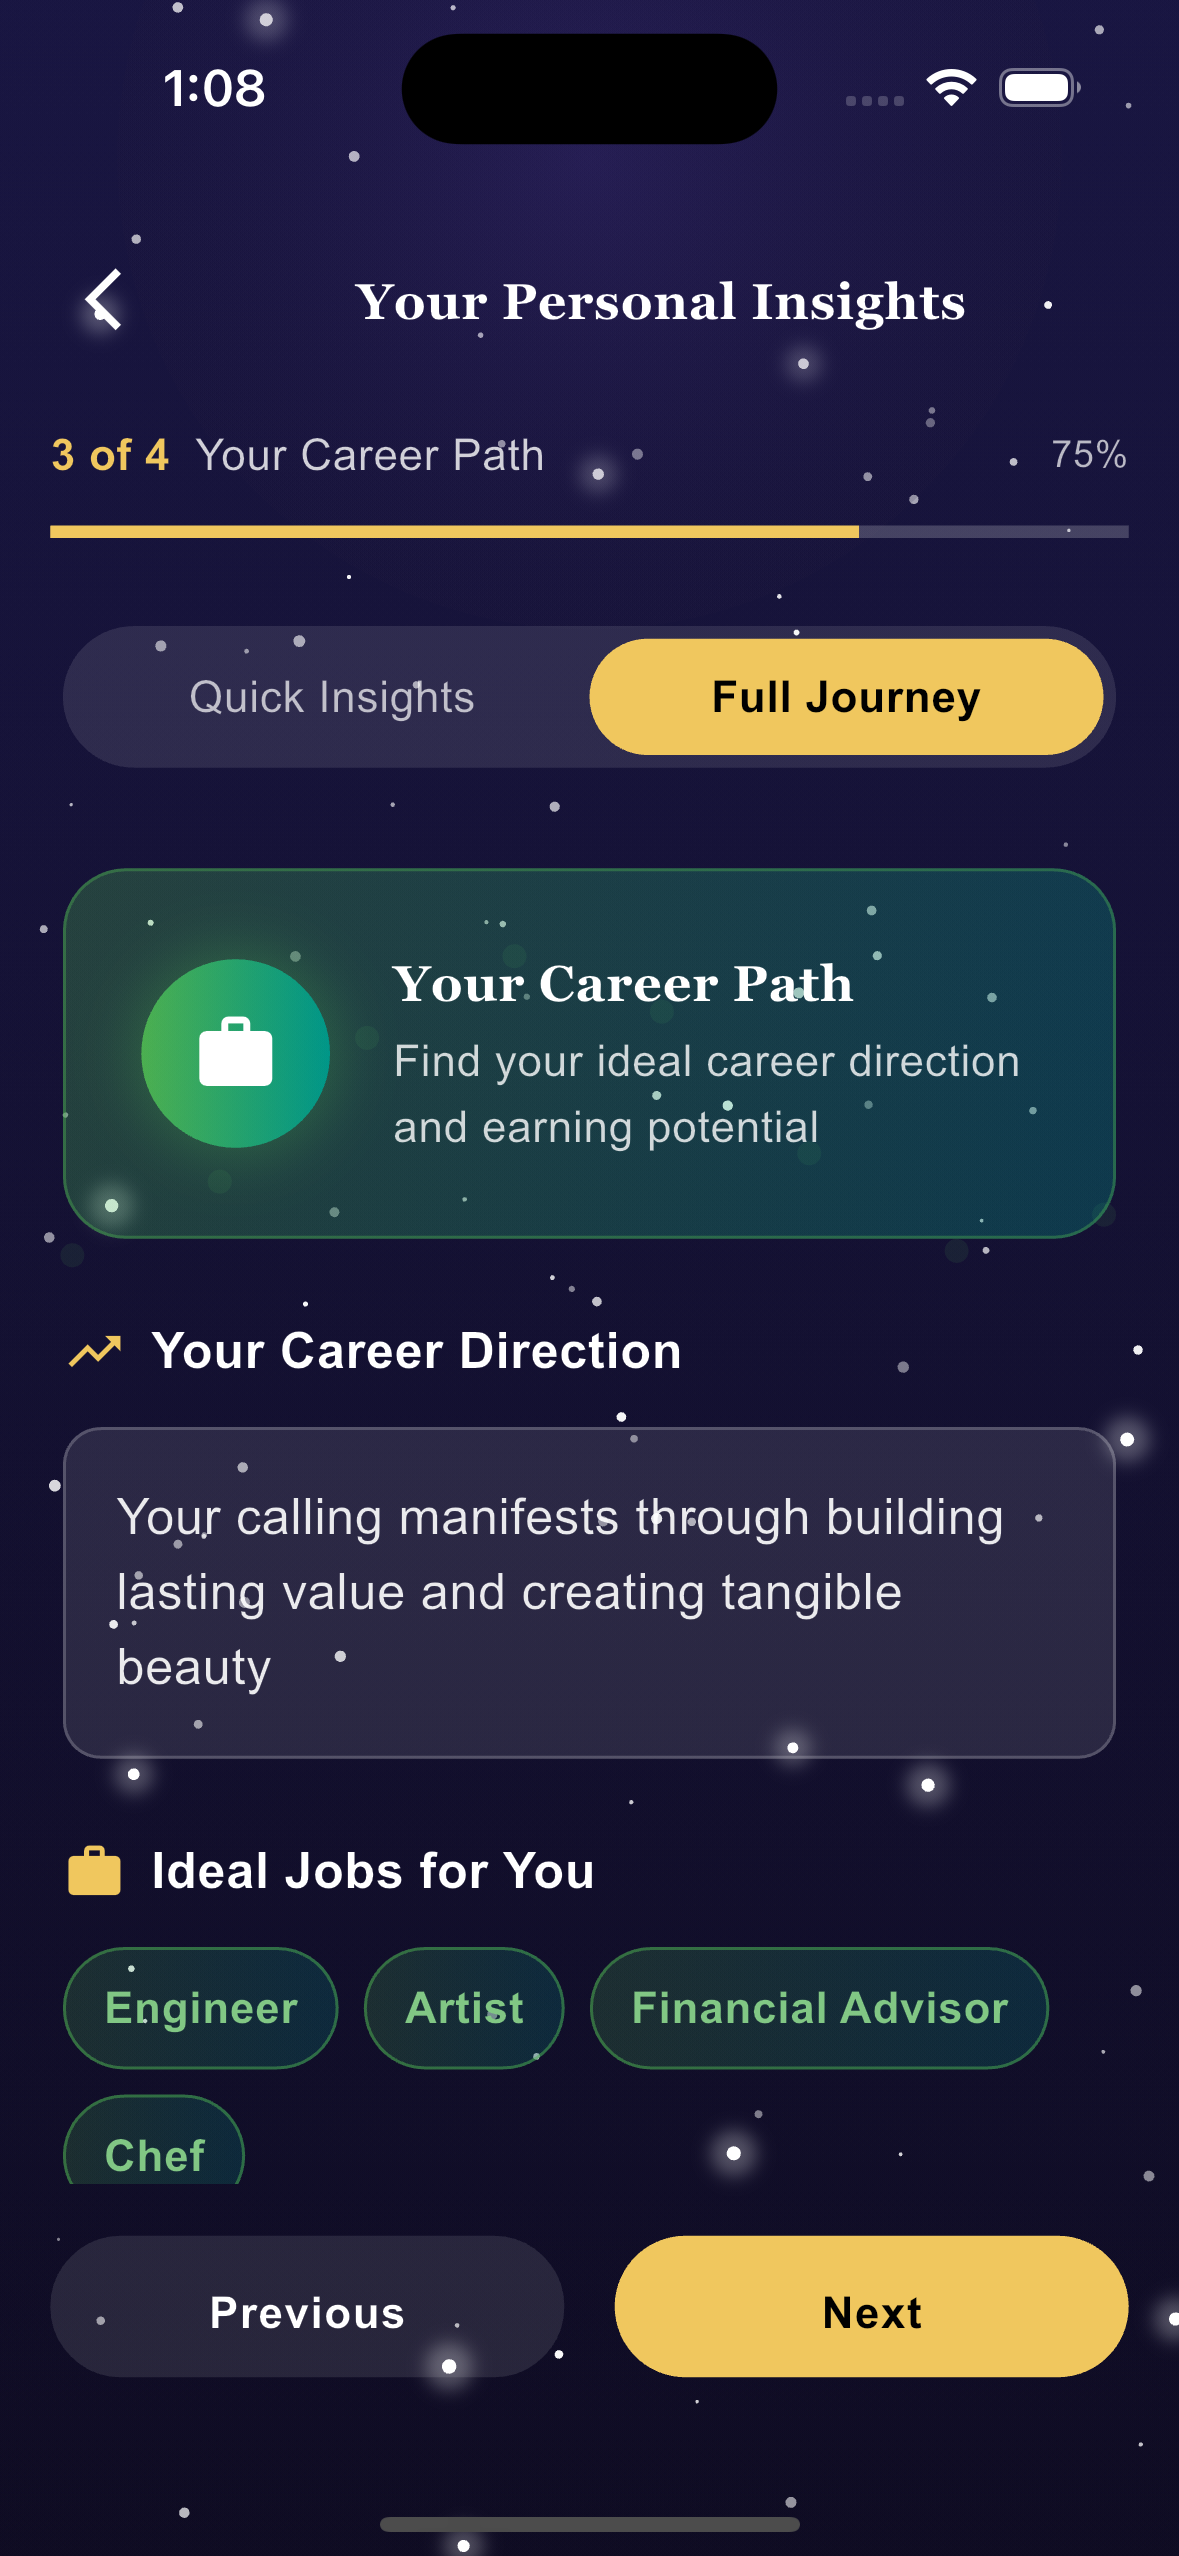 1:08
Your Personal Insights
3 of 4 Your Career Path 75%
Quick Insights Full Journey
Your Career Path
Find your ideal career direction
and earning potential
Your Career Direction
Your calling manifests through building
lasting value and creating tangible
beauty
Ideal Jobs for You
Engineer Artist Financial Advisor
Chef
Previous Next